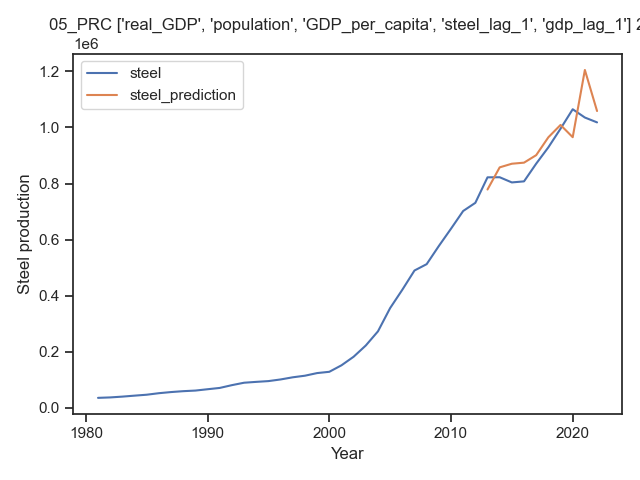 05_PRC ['real_GDP', 'population', 'GDP_per_capita', 'steel_lag_1', 'gdp_lag_1'] 2
1e6
steel
steel_prediction
1.2
1.0
0.8
0.6
0.4
0.2
0.0
Steel production
1980 1990 2000 2010 2020
Year